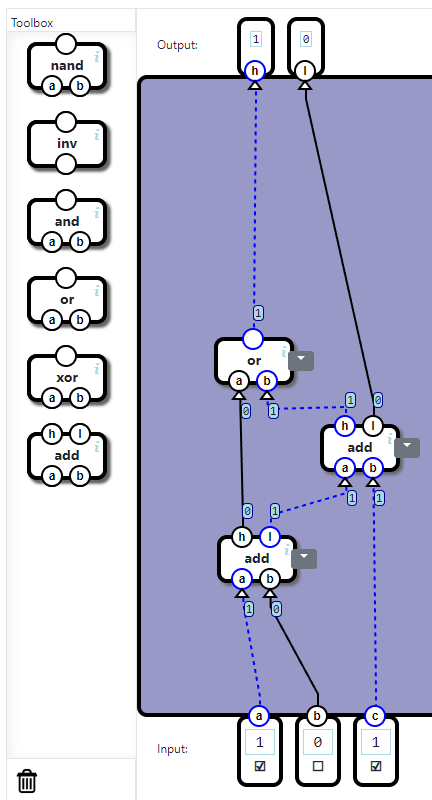 Toolbox
nand
a b
inv
and
a b
or
a b
xor
a b
h l
add
a b
Output:
1 0
h l
1
or
a b
0 1
1 0
h l
add
a b
1 1
0 1
h l
add
a b
1 0
a b c
Input:
1 0 1